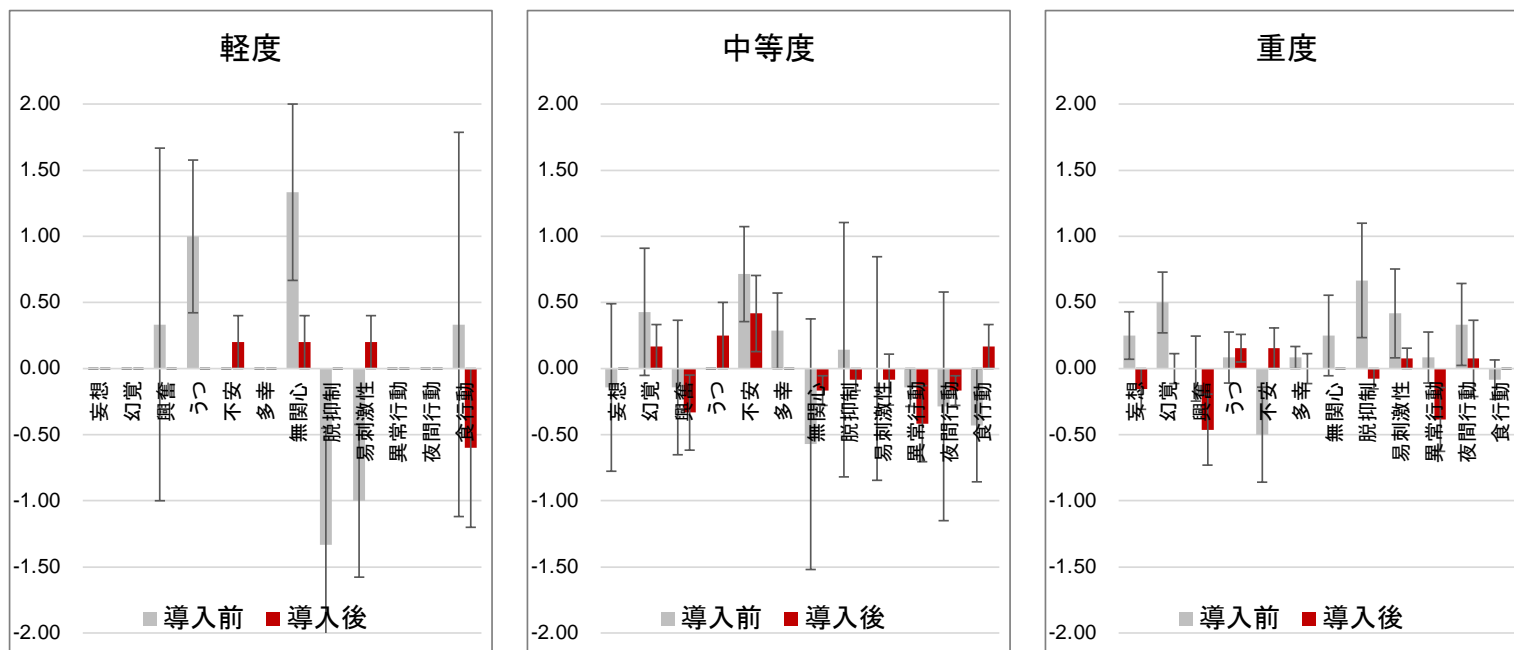 軽度
2.00
1.50
1.00
0.50
0.00
-0.50
-1.00
-1.50
-2.00
妄想
幻覚
興奮
うつ
不安
多幸
無関心
脱抑制
易刺激性
異常行動
夜間行動
食行動
導入前 導入後
中等度
2.00
1.50
1.00
0.50
0.00
-0.50
-1.00
-1.50
-2.00
妄想
幻覚
興奮
うつ
不安
多幸
無関心
脱抑制
易刺激性
異常行動
夜間行動
食行動
導入前 導入後
重度
2.00
1.50
1.00
0.50
0.00
-0.50
-1.00
-1.50
-2.00
妄想
幻覚
興奮
うつ
不安
多幸
無関心
脱抑制
易刺激性
異常行動
夜間行動
食行動
導入前 導入後